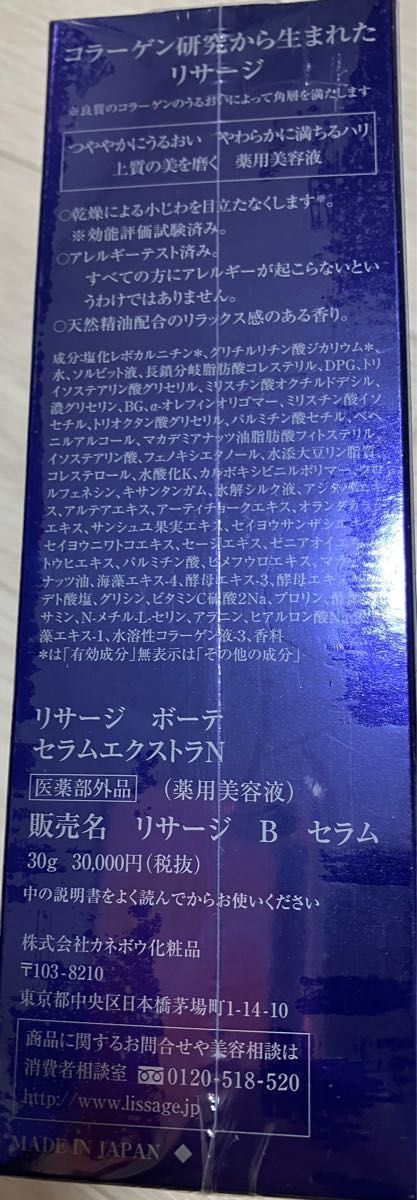 コラーゲン研究から生まれた
リサージ
※良質のコラーゲンのうるおいによって角層を満たします
つややかにうるおい やわらかに満ちるハリ
上質の美を磨く 薬用美容液
○乾燥による小じわを目立たなくします※。
※効能評価試験済み。
○アレルギーテスト済み。
すべての方にアレルギーが起こらないという
わけではありません。
○天然精油配合のリラックス感のある香り。
成分:塩化レボカルニチン*、グリチルリチン酸ジカリウム*、
水、ソルビット液、長鎖分岐脂肪酸コレステリル、DPG、トリ
イソステアリン酸グリセリル、ミリスチン酸オクチルドデシル、
濃グリセリン、BG、α-オレフィンオリゴマー、ミリスチン酸イソ
セチル、トリオクタン酸グリセリル、パルミチン酸セチル、ベヘ
ニルアルコール、マカデミアナッツ油脂肪酸フィトステリル、
イソステアリン酸、フェノキシエタノール、水添大豆リン脂質、
コレステロール、水酸化K、カルボキシビニルポリマー、
ルフェネシン、キサンタンガム、加水解シルク液、
ス、アルテアエキス、アーティチョークエキス、オランダ
エキス、サンシュユ果実エキス、セイヨウサンザシ
セイヨウニワトコエキス、セージエキス、ゼニアオイ
トウヒエキス、パルミチン酸、ヒメフウロエキス、マカ
ナッツ油、海藻エキス-4、酵母エキス-3、酵母エキ
デト酸塩、グリシン、ビタミンC硫酸2Na、プロリン、
サミン、N-メチル-L-セリン、アラニン、ヒアルロン酸Na
藻エキス-1、水溶性コラーゲン液-3、香料
*は「有効成分」無表示は「その他の成分」
リサージ ボーテ
セラムエクストラN
医薬部外品 (薬用美容液)
販売名 リサージ B セラム
30g 30,000円(税抜)
中の説明書をよく読んでからお使いください
株式会社カネボウ化粧品
〒103-8210
東京都中央区日本橋茅場町1-14-10
商品に関するお問合せや美容相談は
消費者相談室 0120-518-520
http://www.lissage.jp
MADE IN JAPAN